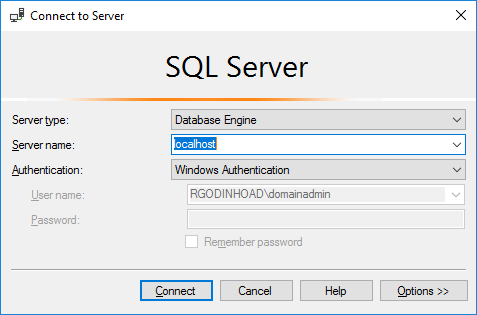 Connect to Server
SQL Server
Server type: Database Engine
Server name: localhost
Authentication: Windows Authentication
User name: RGODINHOAD\domainadmin
Password:
Remember password
Connect Cancel Help Options >>